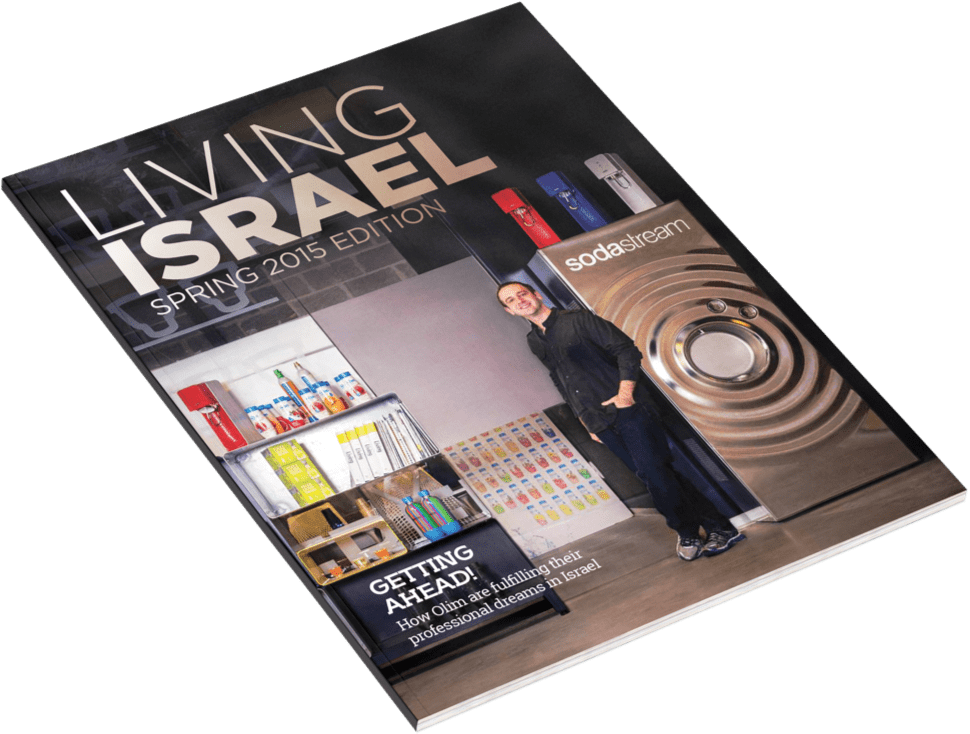 LIVING
ISRAEL
SPRING 2015 EDITION
sodastream
GETTING
AHEAD!
How Olim are fulfilling their
professional dreams in Israel